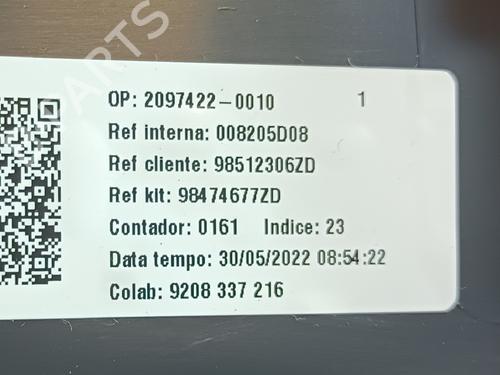 OP: 2097422-0010 1
Ref interna: 008205D08
Ref cliente: 98512306ZD
Ref kit: 98474677ZD
Contador: 0161 Indice: 23
Data tempo: 30/05/2022 08:54:22
Colab: 9208 337 216
B-PARTS